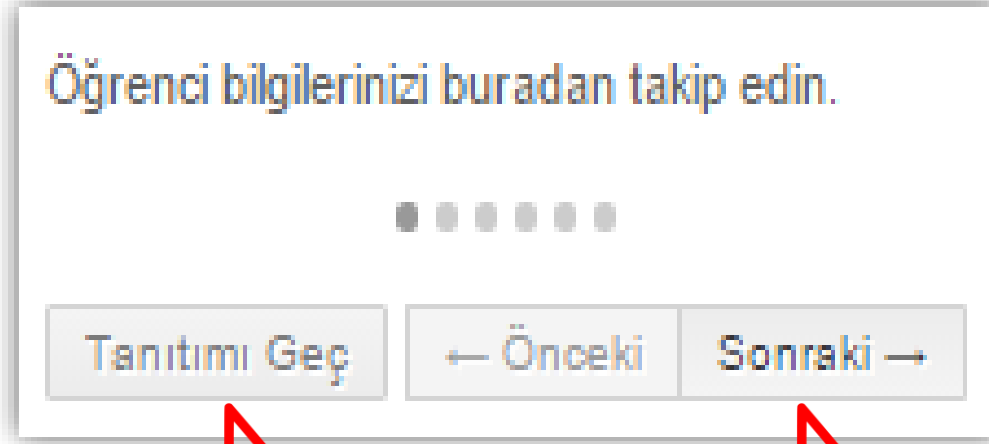 Öğrenci bilgilerinizi buradan takip edin.
Tanıtımı Geç ← Önceki Sonraki →